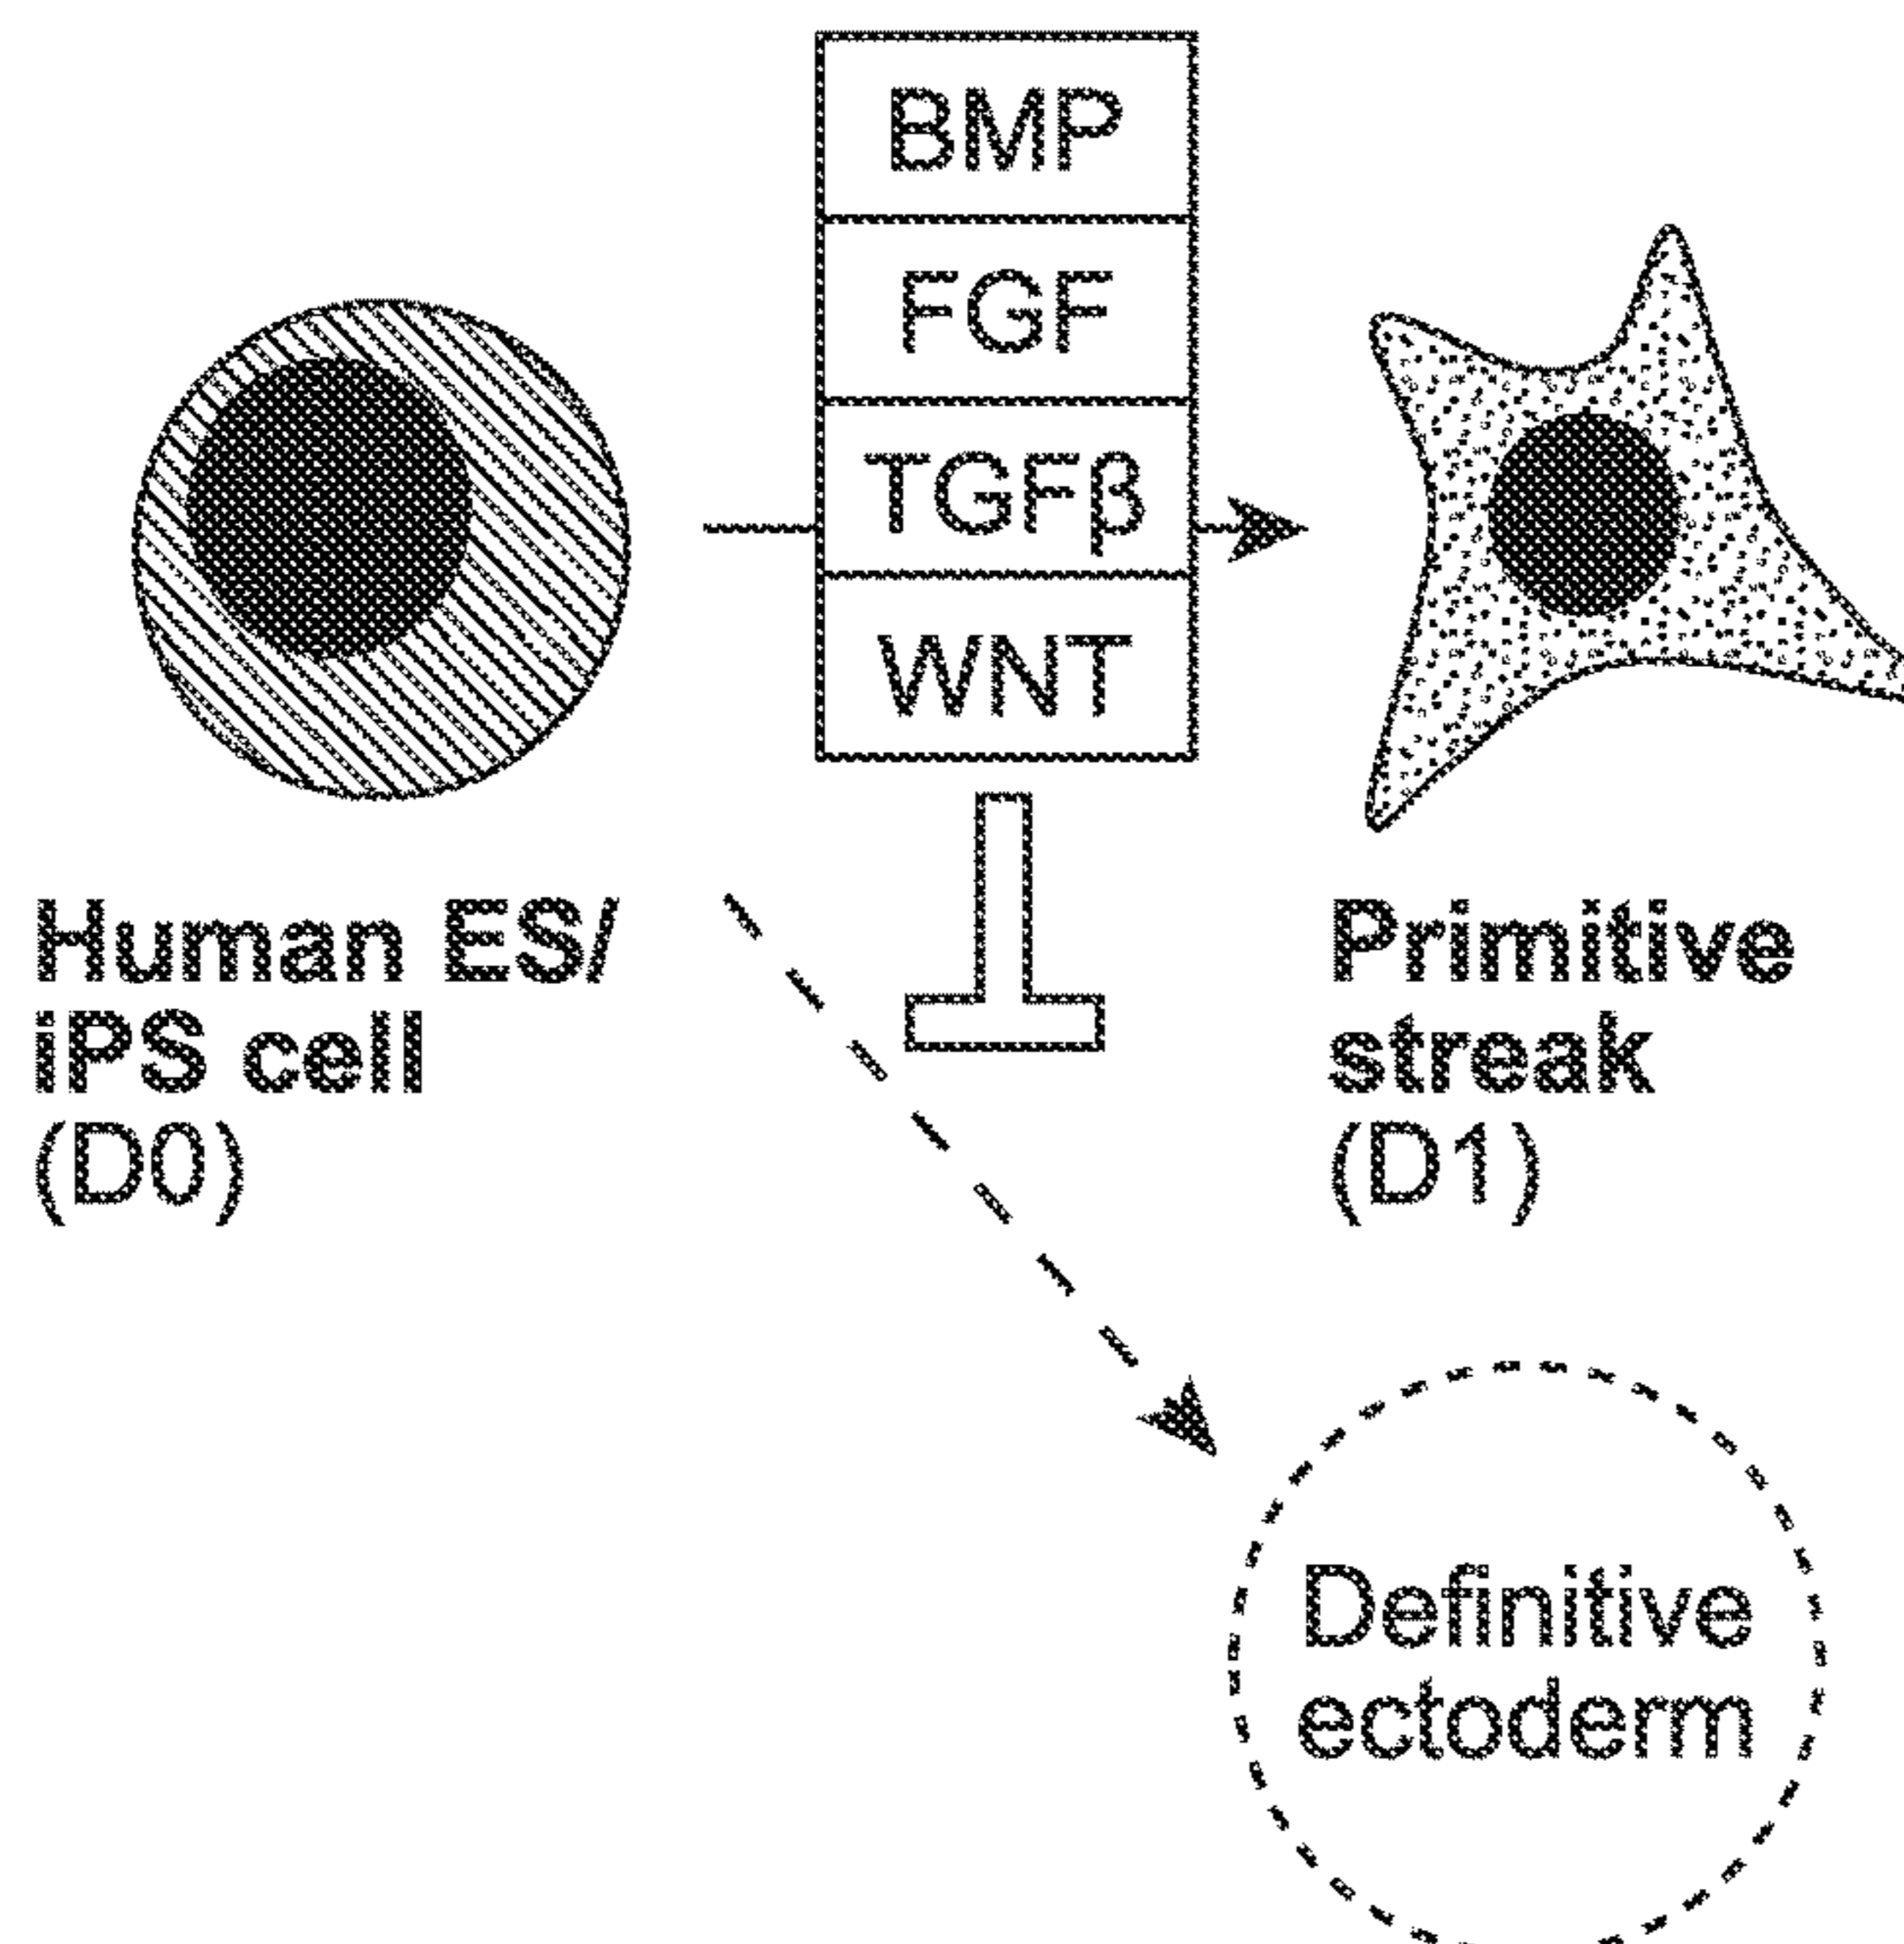 BMP
FGF
TGFβ
WNT
Human ES/
iPS cell
(D0)
Primitive
streak
(D1)
Definitive
ectoderm